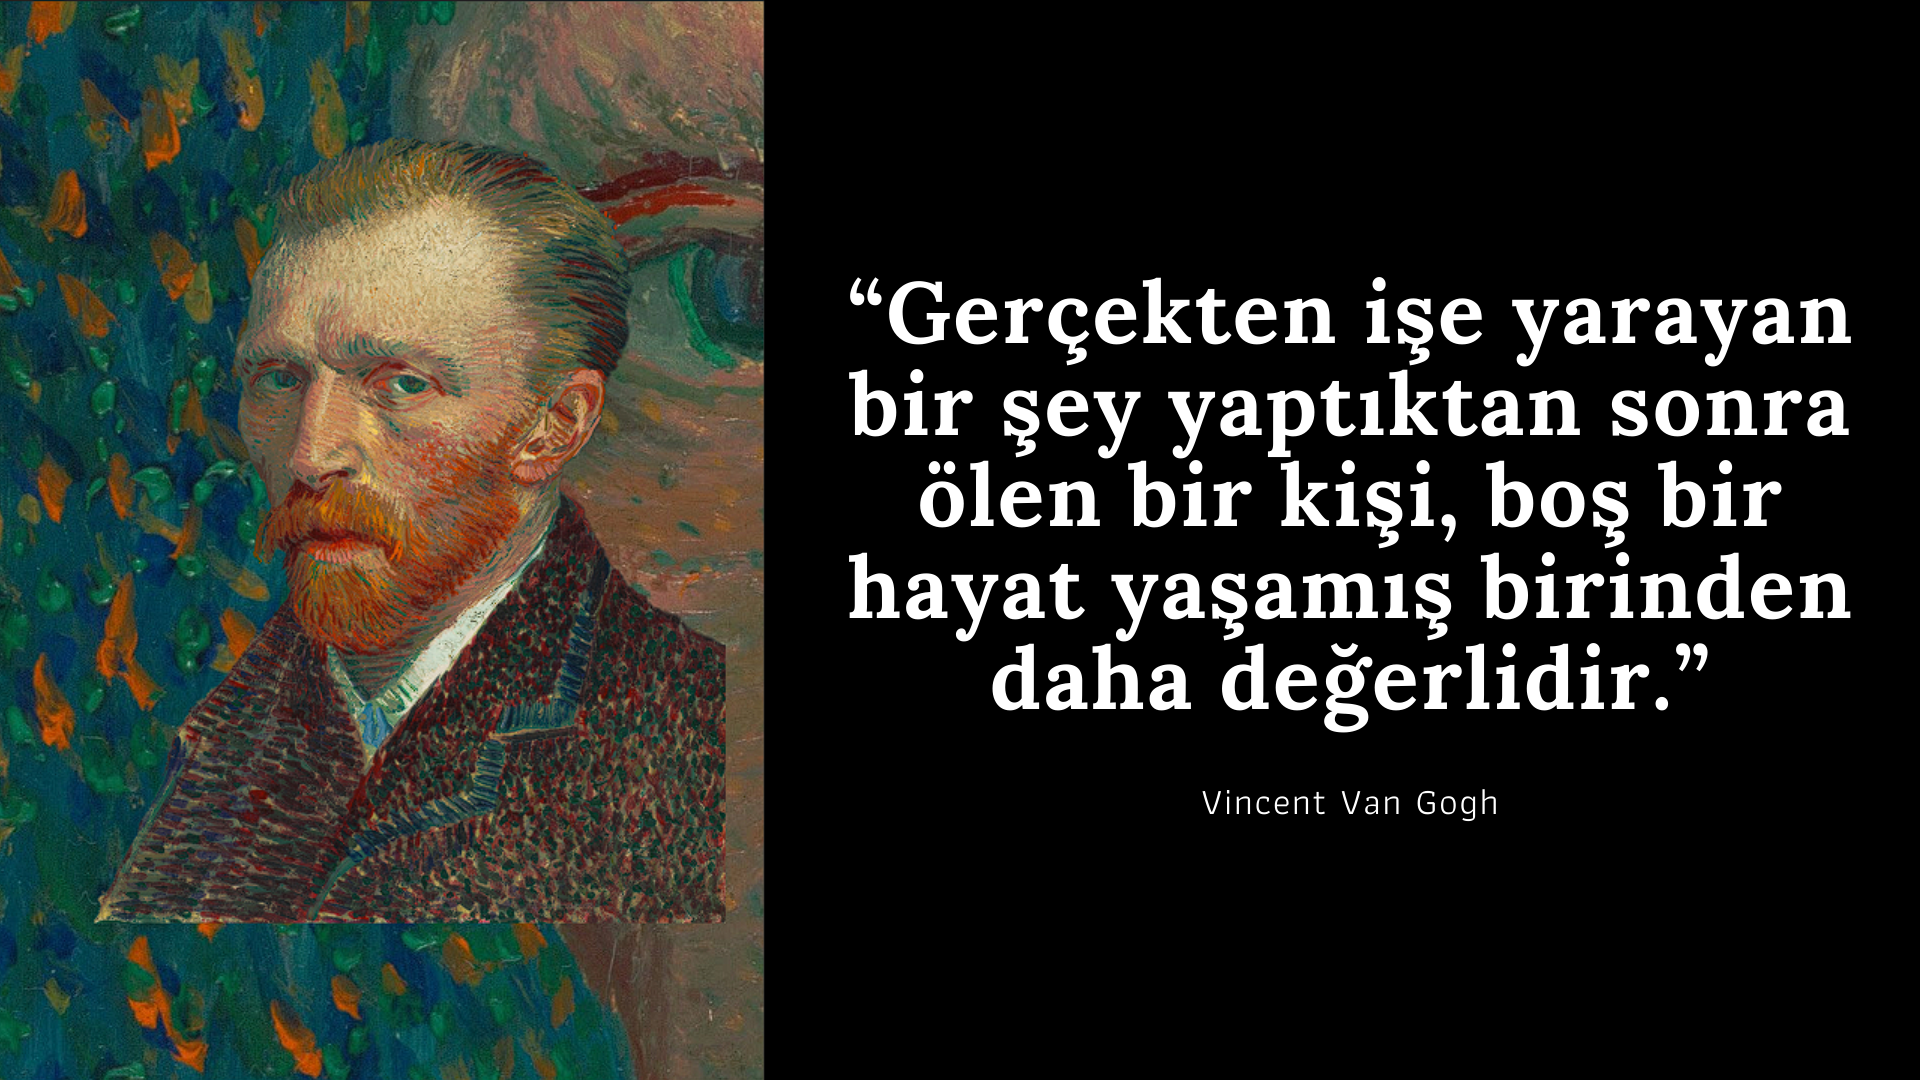 “Gerçekten işe yarayan
bir şey yaptıktan sonra
ölen bir kişi, boş bir
hayat yaşamış birinden
daha değerlidir.”
Vincent Van Gogh